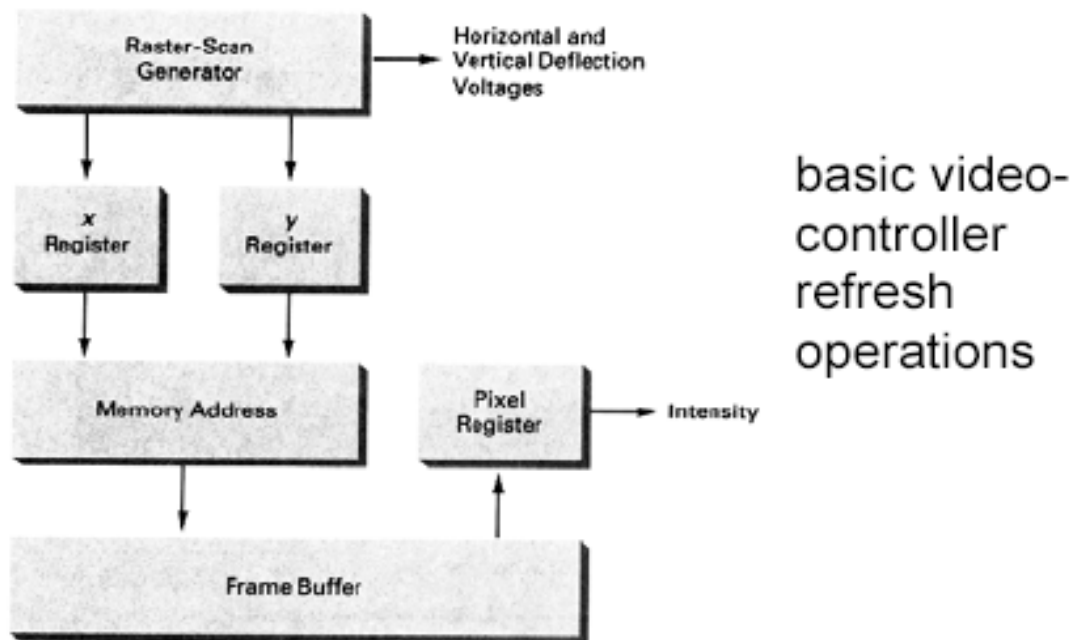 Raster-Scan
Generator
Horizontal and
Vertical Deflection
Voltages
x
Register
y
Register
Memory Address
Pixel
Register
Intensity
Frame Buffer
basic video-
controller
refresh
operations